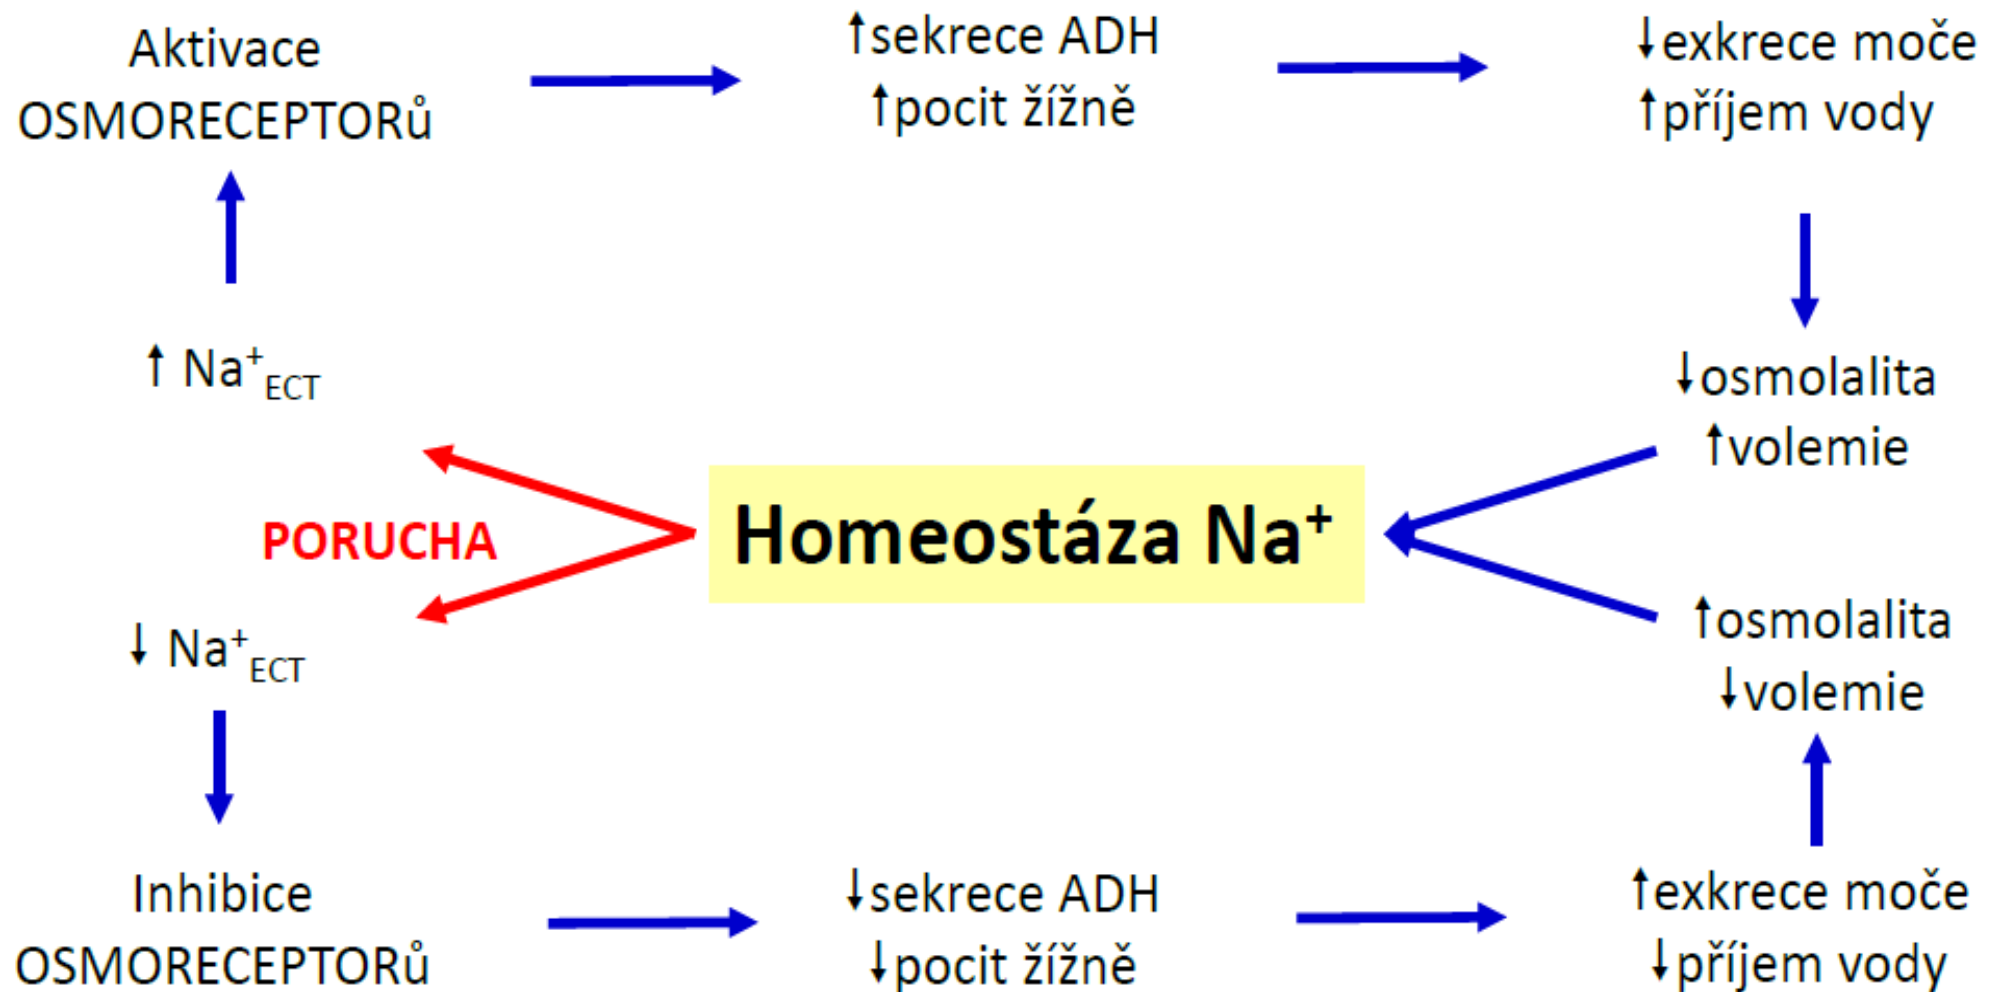 Aktivace
OSMORECEPTORů
↑sekrece ADH
↑pocit žížně
↓exkrece moče
↑příjem vody
↑ Na⁺ECT
↓osmolalita
↑volemie
PORUCHA
Homeostáza Na⁺
↓ Na⁺ECT
↑osmolalita
↓volemie
Inhibice
OSMORECEPTORů
↓sekrece ADH
↓pocit žížně
↑exkrece moče
↓příjem vody